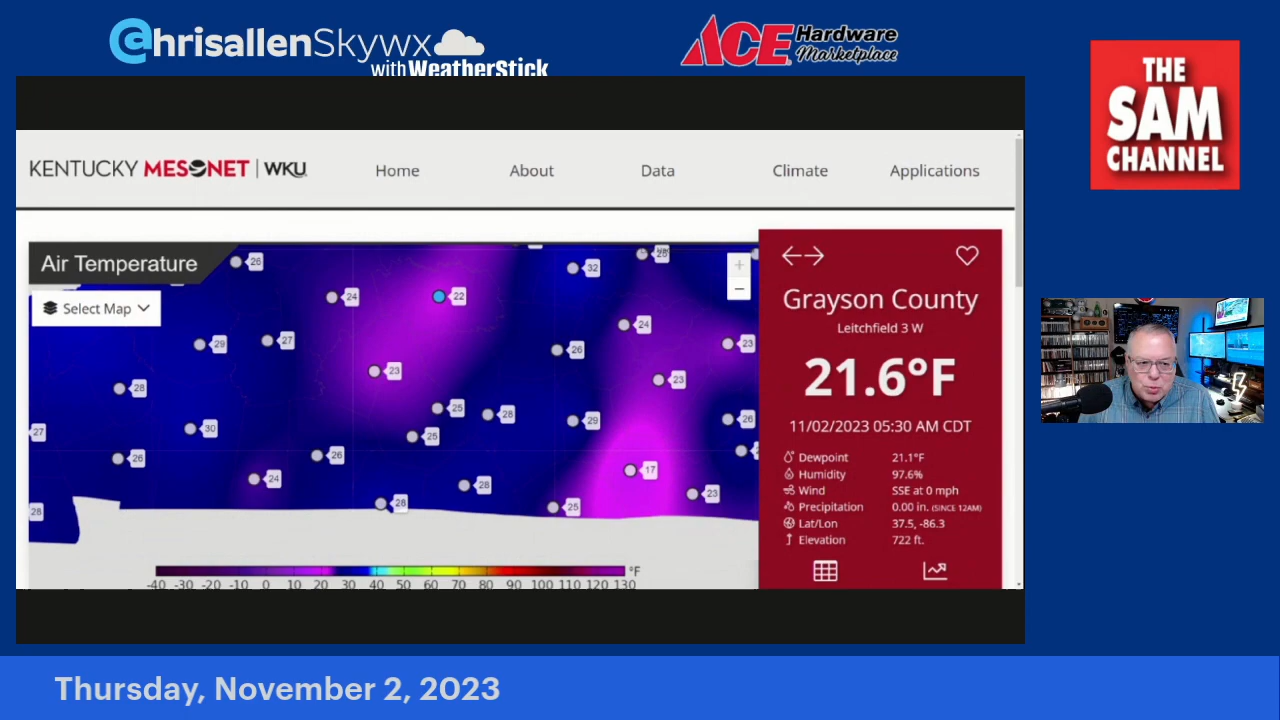 @hrisallenSkywx
with WeatherStick
ACE Hardware
Marketplace
THE
SAM
CHANNEL
KENTUCKY MESONET | WKU
Home
About
Data
Climate
Applications
Air Temperature
Select Map
26
32
28
24
22
24
29
27
26
23
23
23
28
25
28
26
30
25
29
27
26
26
17
24
28
23
26
25
28
+
−
-40 -30 -20 -10 0 10 20 30 40 50 60 70 80 90 100 110 120 130
°F
Grayson County
Leitchfield 3 W
21.6°F
11/02/2023 05:30 AM CDT
Dewpoint 21.1°F
Humidity 97.6%
Wind SSE at 0 mph
Precipitation 0.00 in. (SINCE 12AM)
Lat/Lon 37.5, -86.3
Elevation 722 ft.
Thursday, November 2, 2023